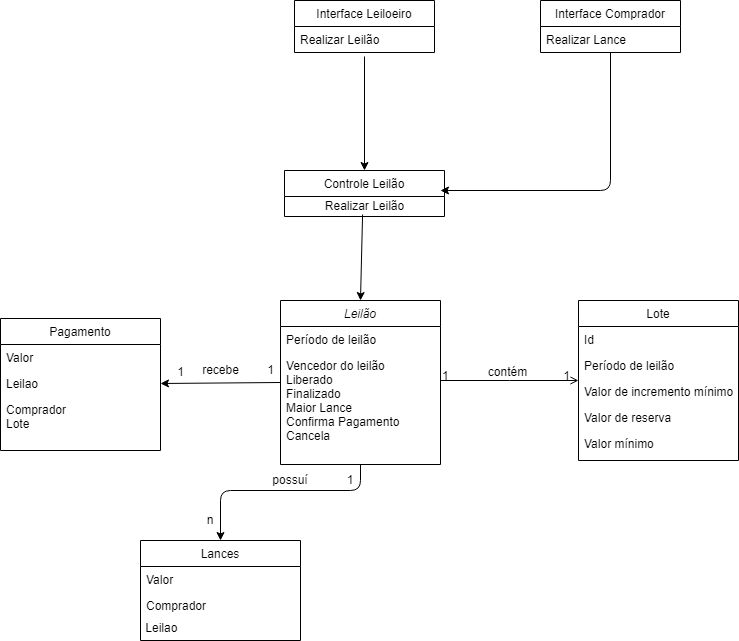 Interface Leiloeiro
Realizar Leilão
Interface Comprador
Realizar Lance
Controle Leilão
Realizar Leilão
Leilão
Período de leilão
Vencedor do leilão
Liberado
Finalizado
Maior Lance
Confirma Pagamento
Cancela
Lote
Id
Período de leilão
Valor de incremento mínimo
Valor de reserva
Valor mínimo
Pagamento
Valor
Leilao
Comprador
Lote
1 recebe 1
1 contém 1
possuí 1
n
Lances
Valor
Comprador
Leilao